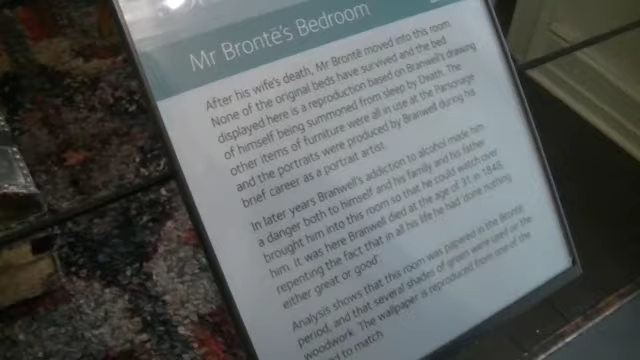 Mr Brontë's Bedroom
After his wife's death, Mr Brontë moved into this room.
None of the original beds have survived and the bed
displayed here is a reproduction based on Branwell's drawing
of himself being summoned from sleep by Death. The
other items of furniture were all in use at the Parsonage
and the portraits were produced by Branwell during his
brief career as a portrait artist.
In later years Branwell's addiction to alcohol made him
a danger both to himself and his family and his father
brought him into this room so that he could watch over
him. It was here Branwell died at the age of 31 in 1848,
repenting the fact that in all his life he had 'done nothing
either great or good'.
Analysis shows that this room was papered in the Brontë
period, and that several shades of green were used on the
woodwork. The wallpaper is reproduced from one of the
to match